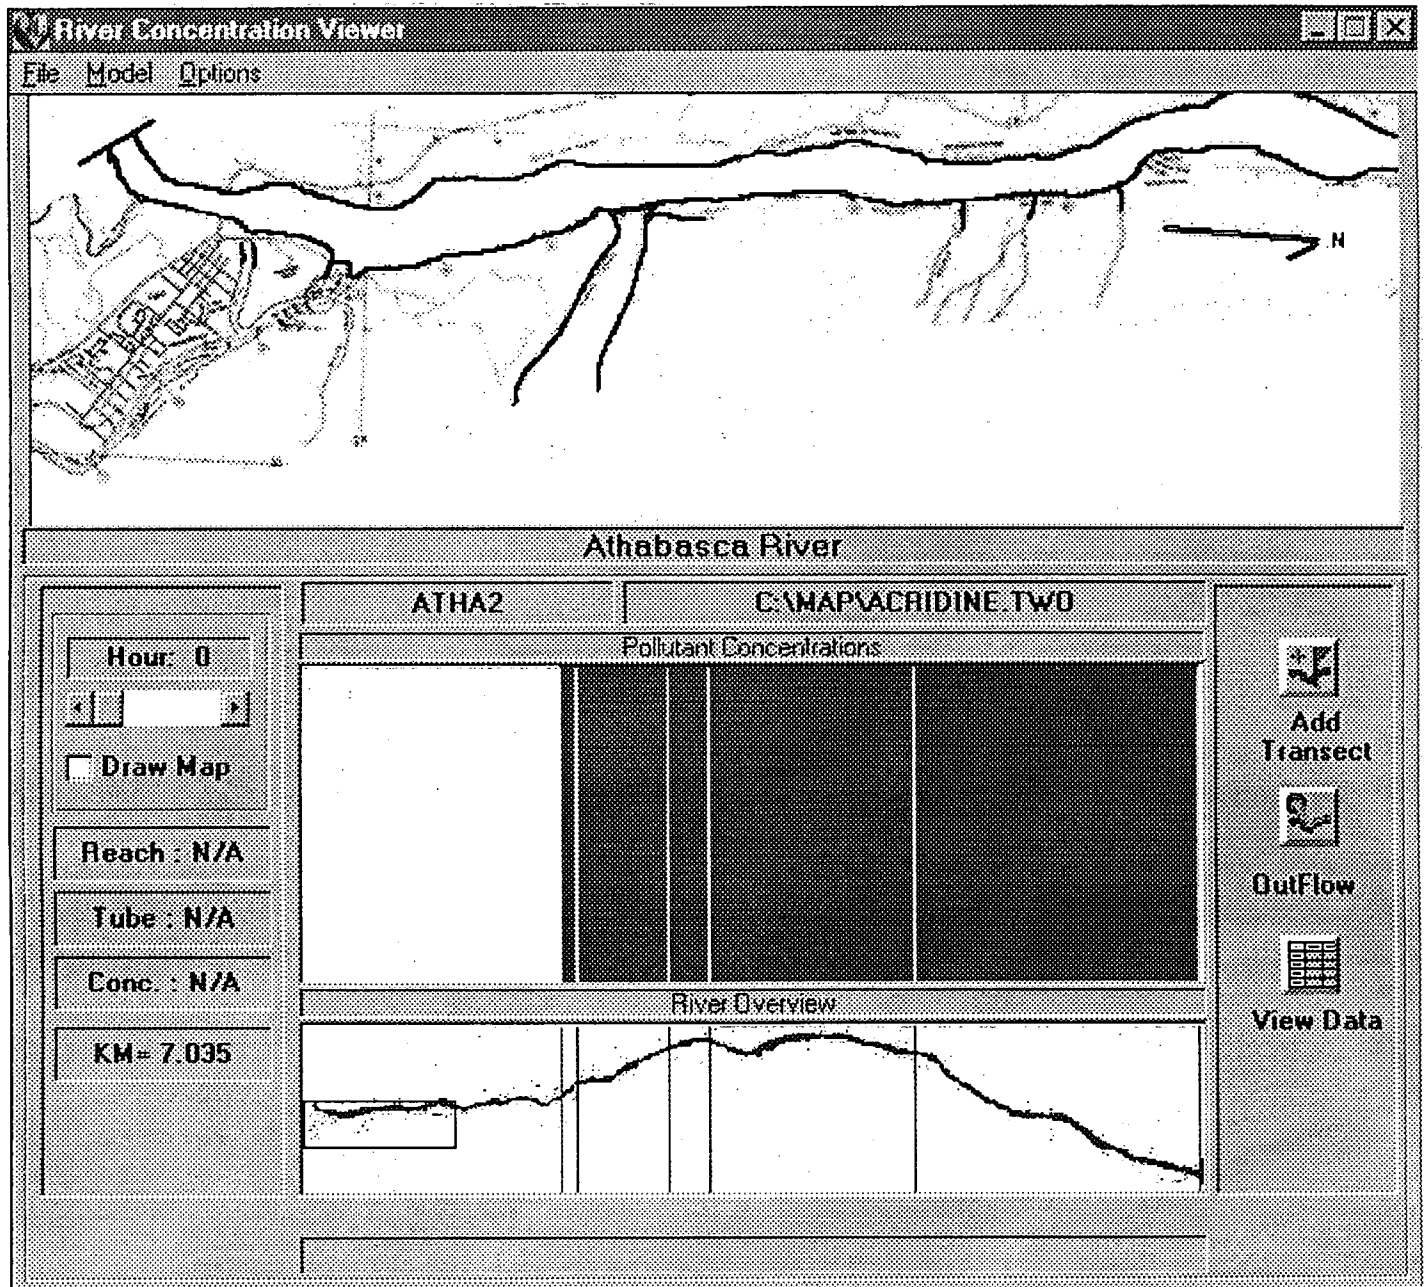 River Concentration Viewer
File Model Options
N
Athabasca River
ATHA2 C:\MAP\ACRIDINE.TWO
Pollutant Concentrations
Hour: 0
Draw Map
Reach : N/A
Tube : N/A
Conc. : N/A
KM= 7.035
River Overview
Add
Transect
OutFlow
View Data